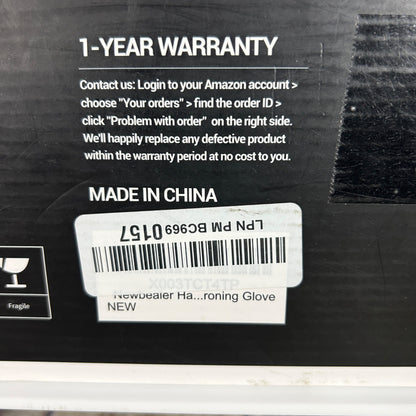 1-YEAR WARRANTY
Contact us: Login to your Amazon account >
choose "Your orders" > find the order ID >
click "Problem with order" on the right side.
We'll happily replace any defective product
within the warranty period at no cost to you.
MADE IN CHINA
LPN PM BC9690157
X003TCT4TP
Newbealer Ha...roning Glove
NEW
Fragile